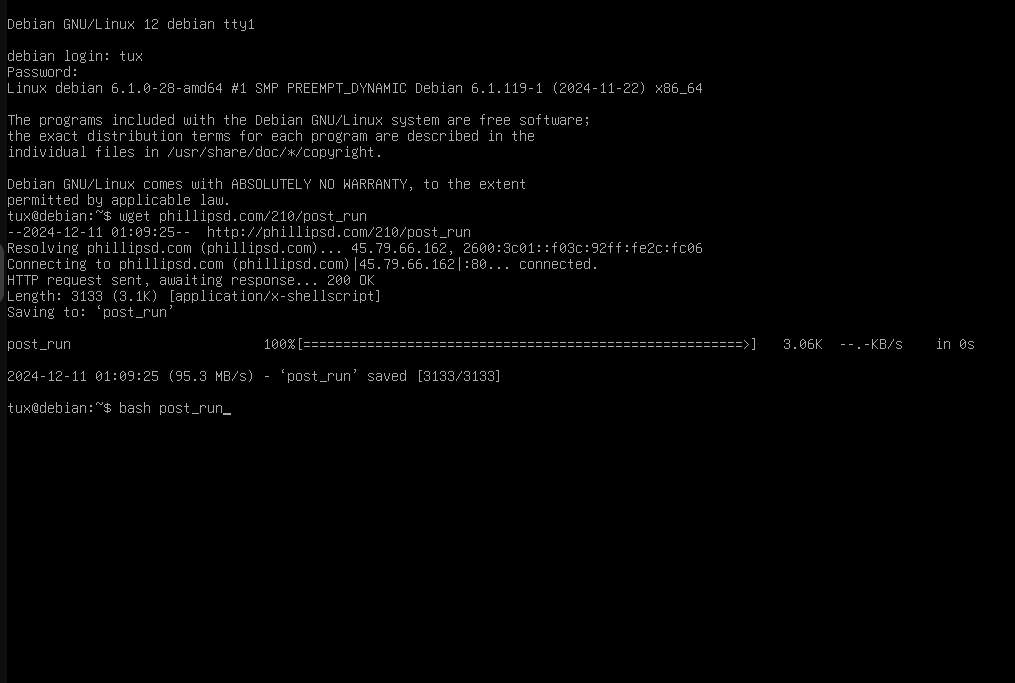 Debian GNU/Linux 12 debian tty1
debian login: tux
Password:
Linux debian 6.1.0-28-amd64 #1 SMP PREEMPT_DYNAMIC Debian 6.1.119-1 (2024-11-22) x86_64
The programs included with the Debian GNU/Linux system are free software;
the exact distribution terms for each program are described in the
individual files in /usr/share/doc/*/copyright.
Debian GNU/Linux comes with ABSOLUTELY NO WARRANTY, to the extent
permitted by applicable law.
tux@debian:~$ wget phillipsd.com/210/post_run
--2024-12-11 01:09:25--  http://phillipsd.com/210/post_run
Resolving phillipsd.com (phillipsd.com)... 45.79.66.162, 2600:3c01::f03c:92ff:fe2c:fc06
Connecting to phillipsd.com (phillipsd.com)|45.79.66.162|:80... connected.
HTTP request sent, awaiting response... 200 OK
Length: 3133 (3.1K) [application/x-shellscript]
Saving to: ‘post_run’
post_run                        100%[=======================================================>]   3.06K  --.-KB/s    in 0s
2024-12-11 01:09:25 (95.3 MB/s) - ‘post_run’ saved [3133/3133]
tux@debian:~$ bash post_run_